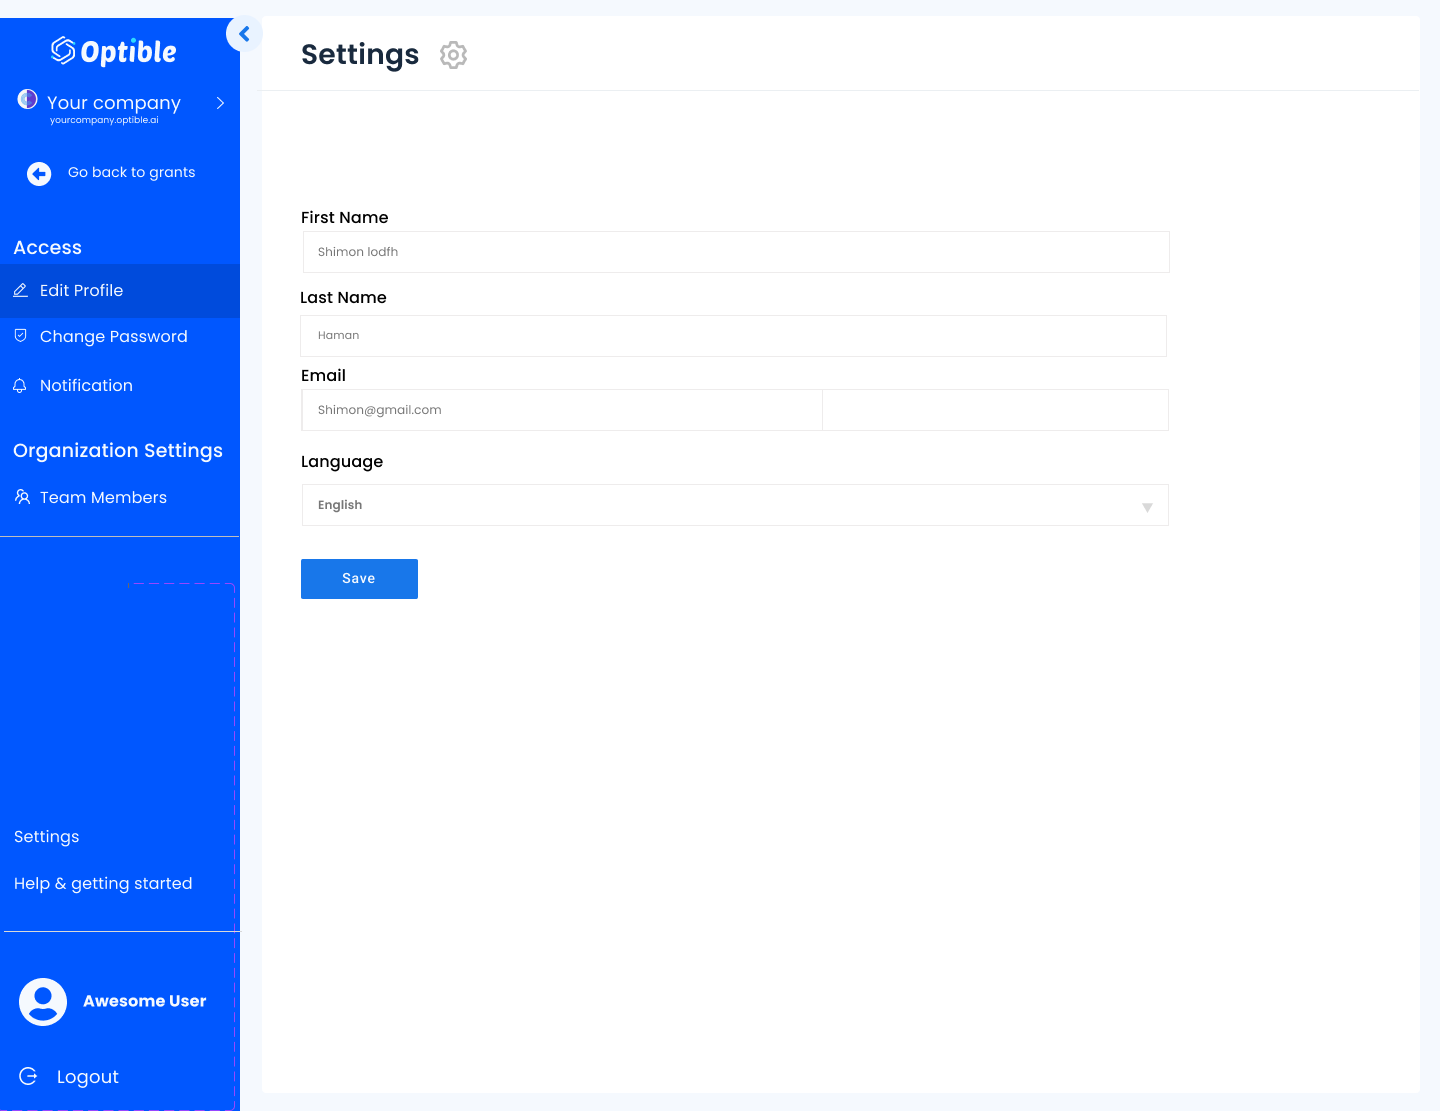 Optible
Your company
yourcompany.optible.ai
Go back to grants
Access
Edit Profile
Change Password
Notification
Organization Settings
Team Members
Settings
Help & getting started
Awesome User
Logout
Settings
First Name
Shimon lodfh
Last Name
Haman
Email
Shimon@gmail.com
Language
English
Save